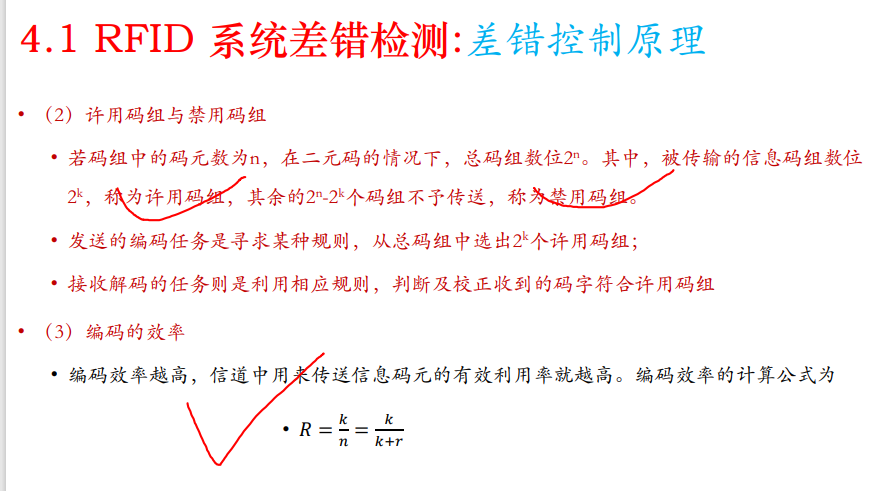 4.1 RFID 系统差错检测:差错控制原理
• （2）许用码组与禁用码组
• 若码组中的码元数为n，在二元码的情况下，总码组数位2ⁿ。其中，被传输的信息码组数位
2ᵏ，称为许用码组，其余的2ⁿ-2ᵏ个码组不予传送，称为禁用码组。
• 发送的编码任务是寻求某种规则，从总码组中选出2ᵏ个许用码组；
• 接收解码的任务则是利用相应规则，判断及校正收到的码字符合许用码组
• （3）编码的效率
• 编码效率越高，信道中用来传送信息码元的有效利用率就越高。编码效率的计算公式为
• R = k/n = k/(k+r)